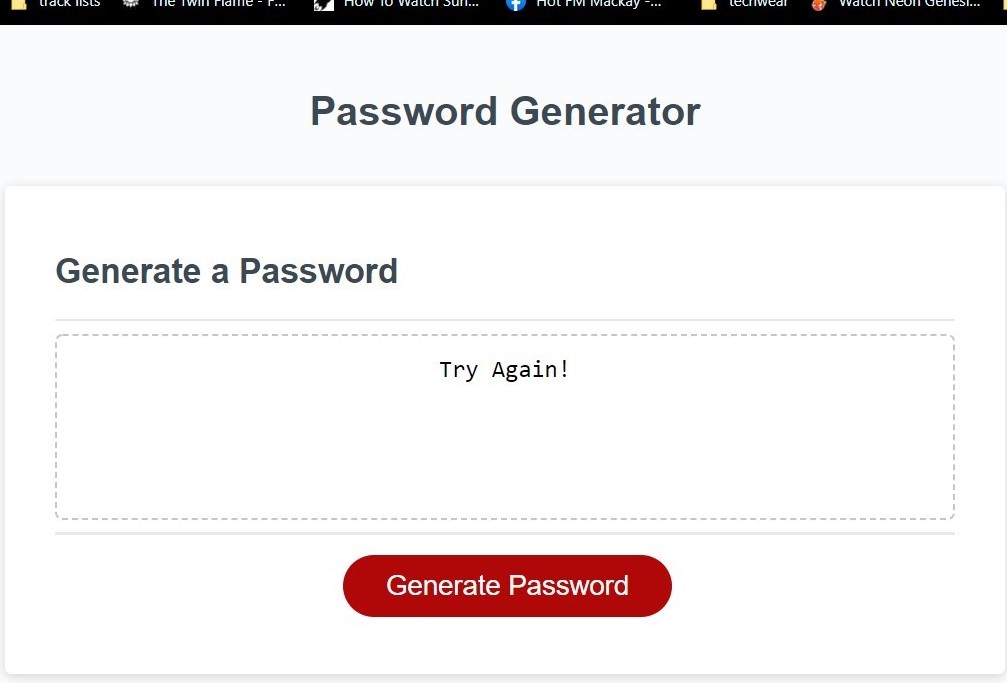 track lists The Twin Flame - F... How To Watch Sun... Hot FM Mackay -... techwear Watch Neon Genesi...
Password Generator
Generate a Password
Try Again!
Generate Password